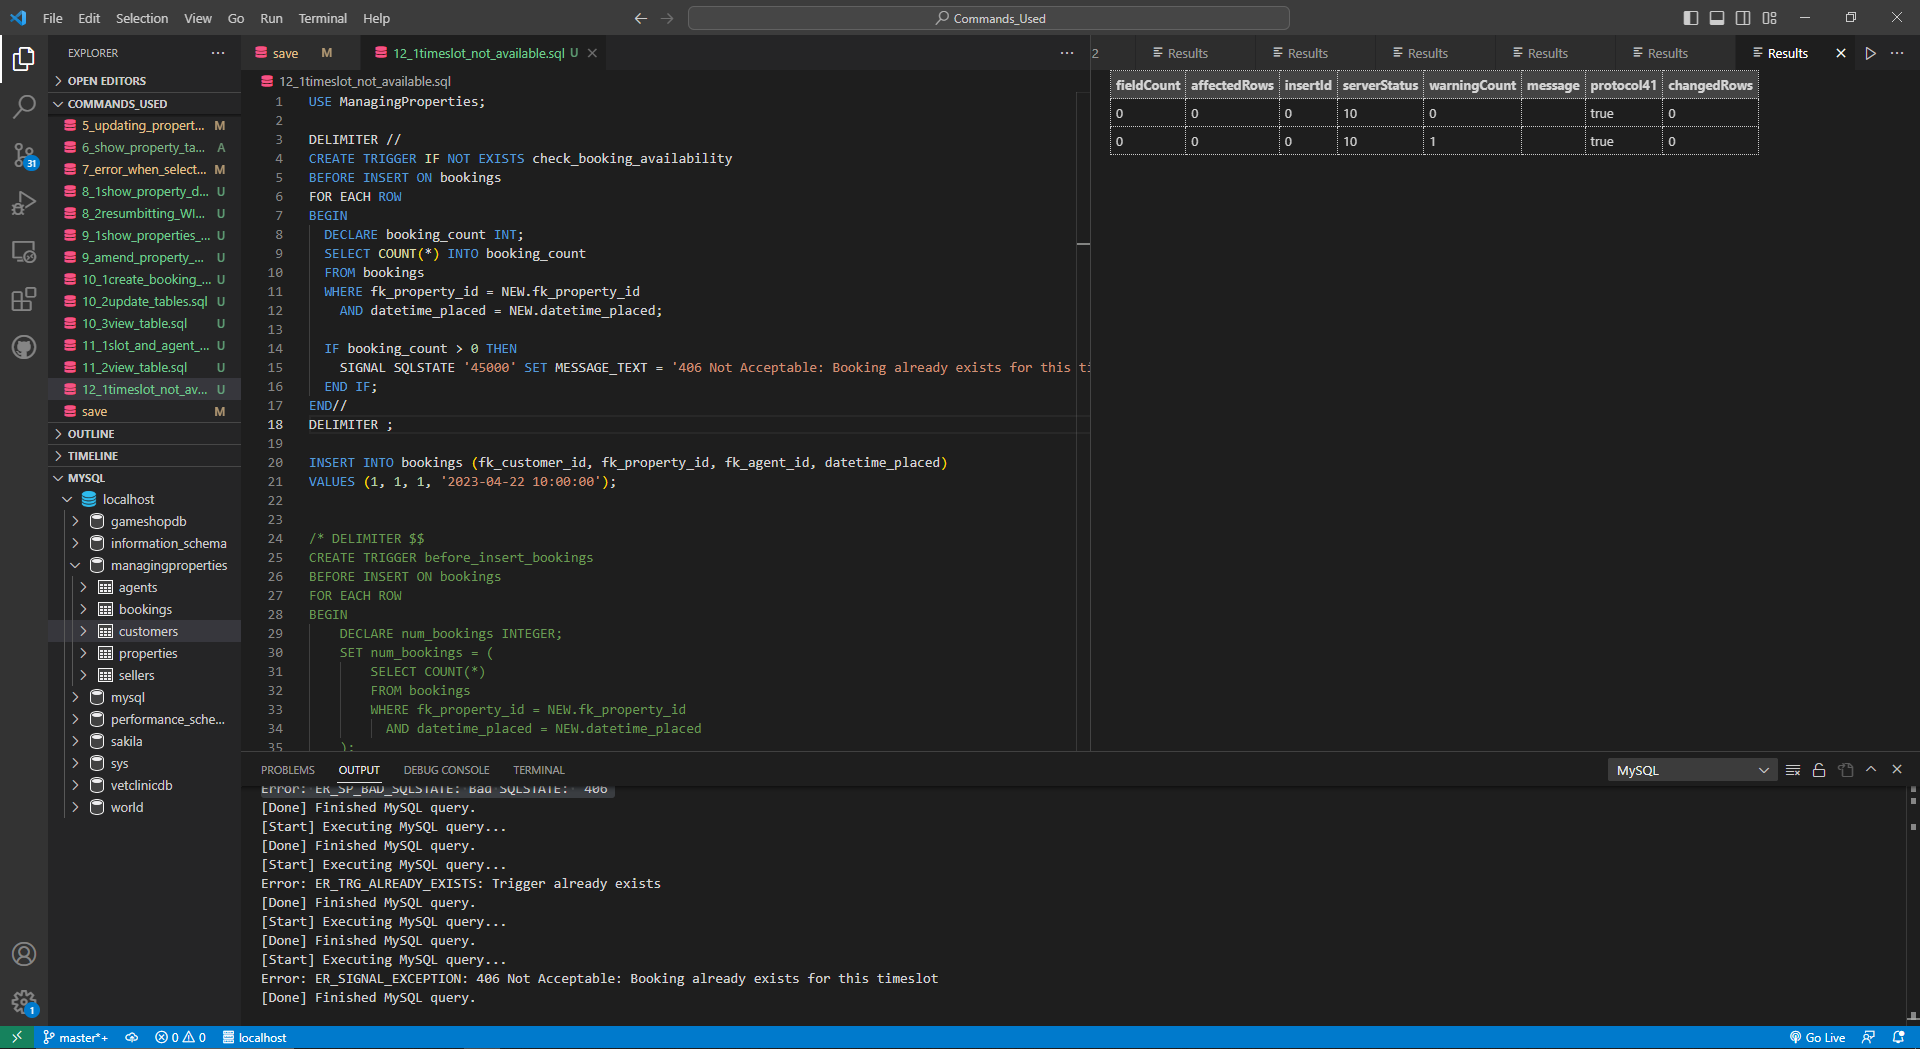 File Edit Selection View Go Run Terminal Help
Commands_Used
EXPLORER
OPEN EDITORS
COMMANDS_USED
5_updating_propert... M
6_show_property_ta... A
7_error_when_select... M
8_1show_property_d... U
8_2resumbitting_WI... U
9_1show_properties_... U
9_amend_property_... U
10_1create_booking_... U
10_2update_tables.sql U
10_3view_table.sql U
11_1slot_and_agent_... U
11_2view_table.sql U
12_1timeslot_not_av... U
save M
OUTLINE
TIMELINE
MYSQL
localhost
gameshopdb
information_schema
managingproperties
agents
bookings
customers
properties
sellers
mysql
performance_sche...
sakila
sys
vetclinicdb
world
31
1
save M
12_1timeslot_not_available.sql U
12_1timeslot_not_available.sql
1 USE ManagingProperties;
2
3 DELIMITER //
4 CREATE TRIGGER IF NOT EXISTS check_booking_availability
5 BEFORE INSERT ON bookings
6 FOR EACH ROW
7 BEGIN
8 DECLARE booking_count INT;
9 SELECT COUNT(*) INTO booking_count
10 FROM bookings
11 WHERE fk_property_id = NEW.fk_property_id
12 AND datetime_placed = NEW.datetime_placed;
13
14 IF booking_count > 0 THEN
15 SIGNAL SQLSTATE '45000' SET MESSAGE_TEXT = '406 Not Acceptable: Booking already exists for this ti
16 END IF;
17 END//
18 DELIMITER ;
19
20 INSERT INTO bookings (fk_customer_id, fk_property_id, fk_agent_id, datetime_placed)
21 VALUES (1, 1, 1, '2023-04-22 10:00:00');
22
23
24 /* DELIMITER $$
25 CREATE TRIGGER before_insert_bookings
26 BEFORE INSERT ON bookings
27 FOR EACH ROW
28 BEGIN
29 DECLARE num_bookings INTEGER;
30 SET num_bookings = (
31 SELECT COUNT(*)
32 FROM bookings
33 WHERE fk_property_id = NEW.fk_property_id
34 AND datetime_placed = NEW.datetime_placed
35 );
2 Results Results Results Results Results Results
fieldCount affectedRows insertId serverStatus warningCount message protocol41 changedRows
0 0 0 10 0 true 0
0 0 0 10 1 true 0
PROBLEMS OUTPUT DEBUG CONSOLE TERMINAL
MySQL
Error: ER_SP_BAD_SQLSTATE: Bad SQLSTATE: '406'
[Done] Finished MySQL query.
[Start] Executing MySQL query...
[Done] Finished MySQL query.
[Start] Executing MySQL query...
Error: ER_TRG_ALREADY_EXISTS: Trigger already exists
[Done] Finished MySQL query.
[Start] Executing MySQL query...
[Done] Finished MySQL query.
[Start] Executing MySQL query...
Error: ER_SIGNAL_EXCEPTION: 406 Not Acceptable: Booking already exists for this timeslot
[Done] Finished MySQL query.
master*+ 0 0 localhost
Go Live